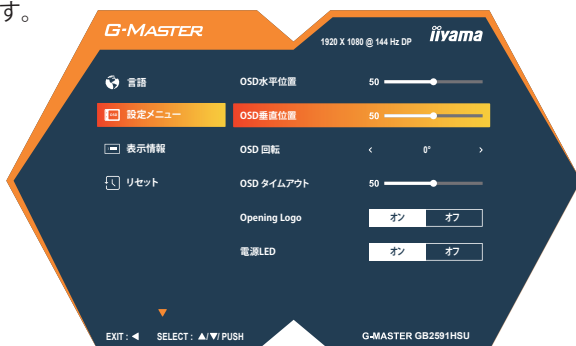 す。
G-MASTER
1920 X 1080 @ 144 Hz DP
iiyama
言語
OSD水平位置 50
設定メニュー
OSD垂直位置 50
表示情報
OSD 回転 < 0° >
リセット
OSD タイムアウト 50
Opening Logo オン オフ
電源LED オン オフ
EXIT : ◀ SELECT : ▲/▼/ PUSH
G-MASTER GB2591HSU